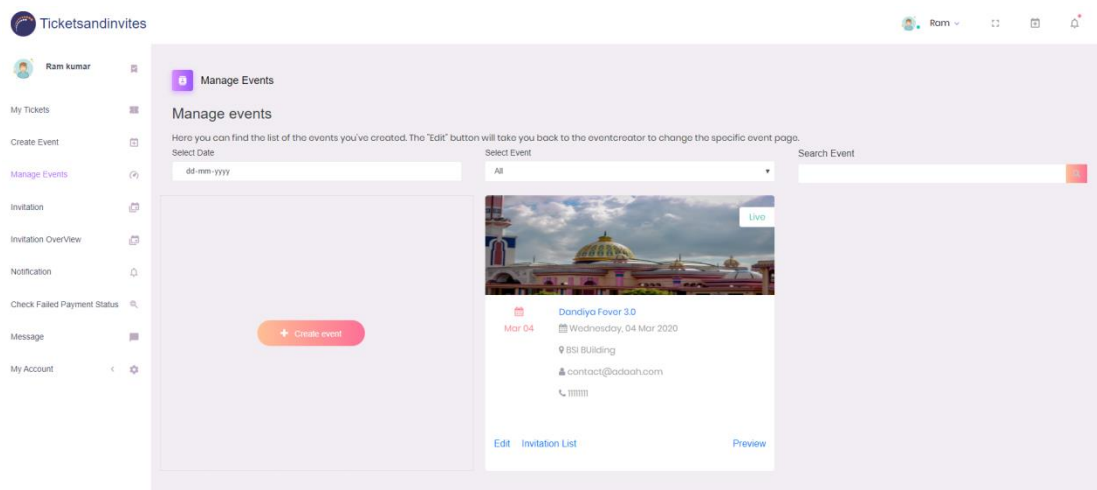 Ticketsandinvites
Ram
Ram kumar
My Tickets
Create Event
Manage Events
Invitation
Invitation OverView
Notification
Check Failed Payment Status
Message
My Account
Manage Events
Manage events
Here you can find the list of the events you've created. The "Edit" button will take you back to the eventcreator to change the specific event page.
Select Date
dd-mm-yyyy
Select Event
All
Search Event
+ Create event
Live
Mar 04
Dandiya Fever 3.0
Wednesday, 04 Mar 2020
BSI BUilding
contact@adaah.com
Edit Invitation List Preview